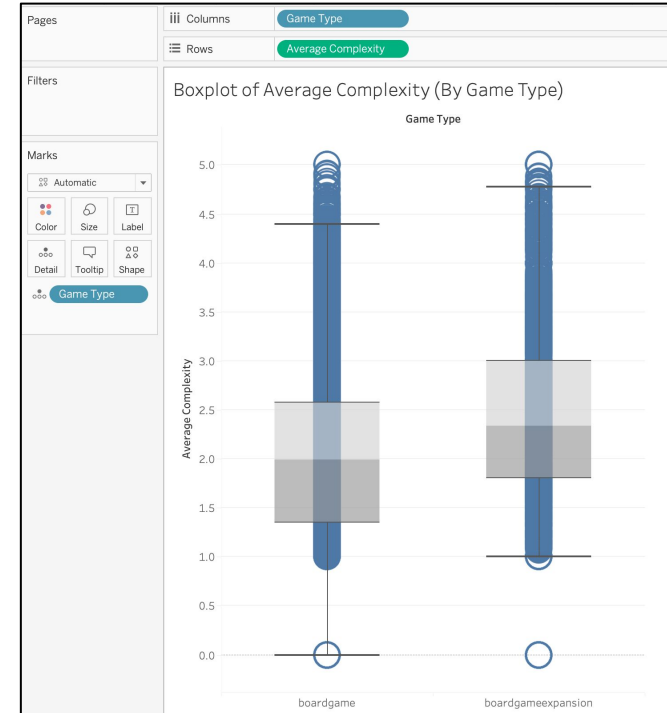 Pages
Columns
Game Type
Rows
Average Complexity
Filters
Marks
Automatic
Color
Size
Label
Detail
Tooltip
Shape
Game Type
Boxplot of Average Complexity (By Game Type)
Game Type
Average Complexity
5.0
4.5
4.0
3.5
3.0
2.5
2.0
1.5
1.0
0.5
0.0
boardgame
boardgameexpansion